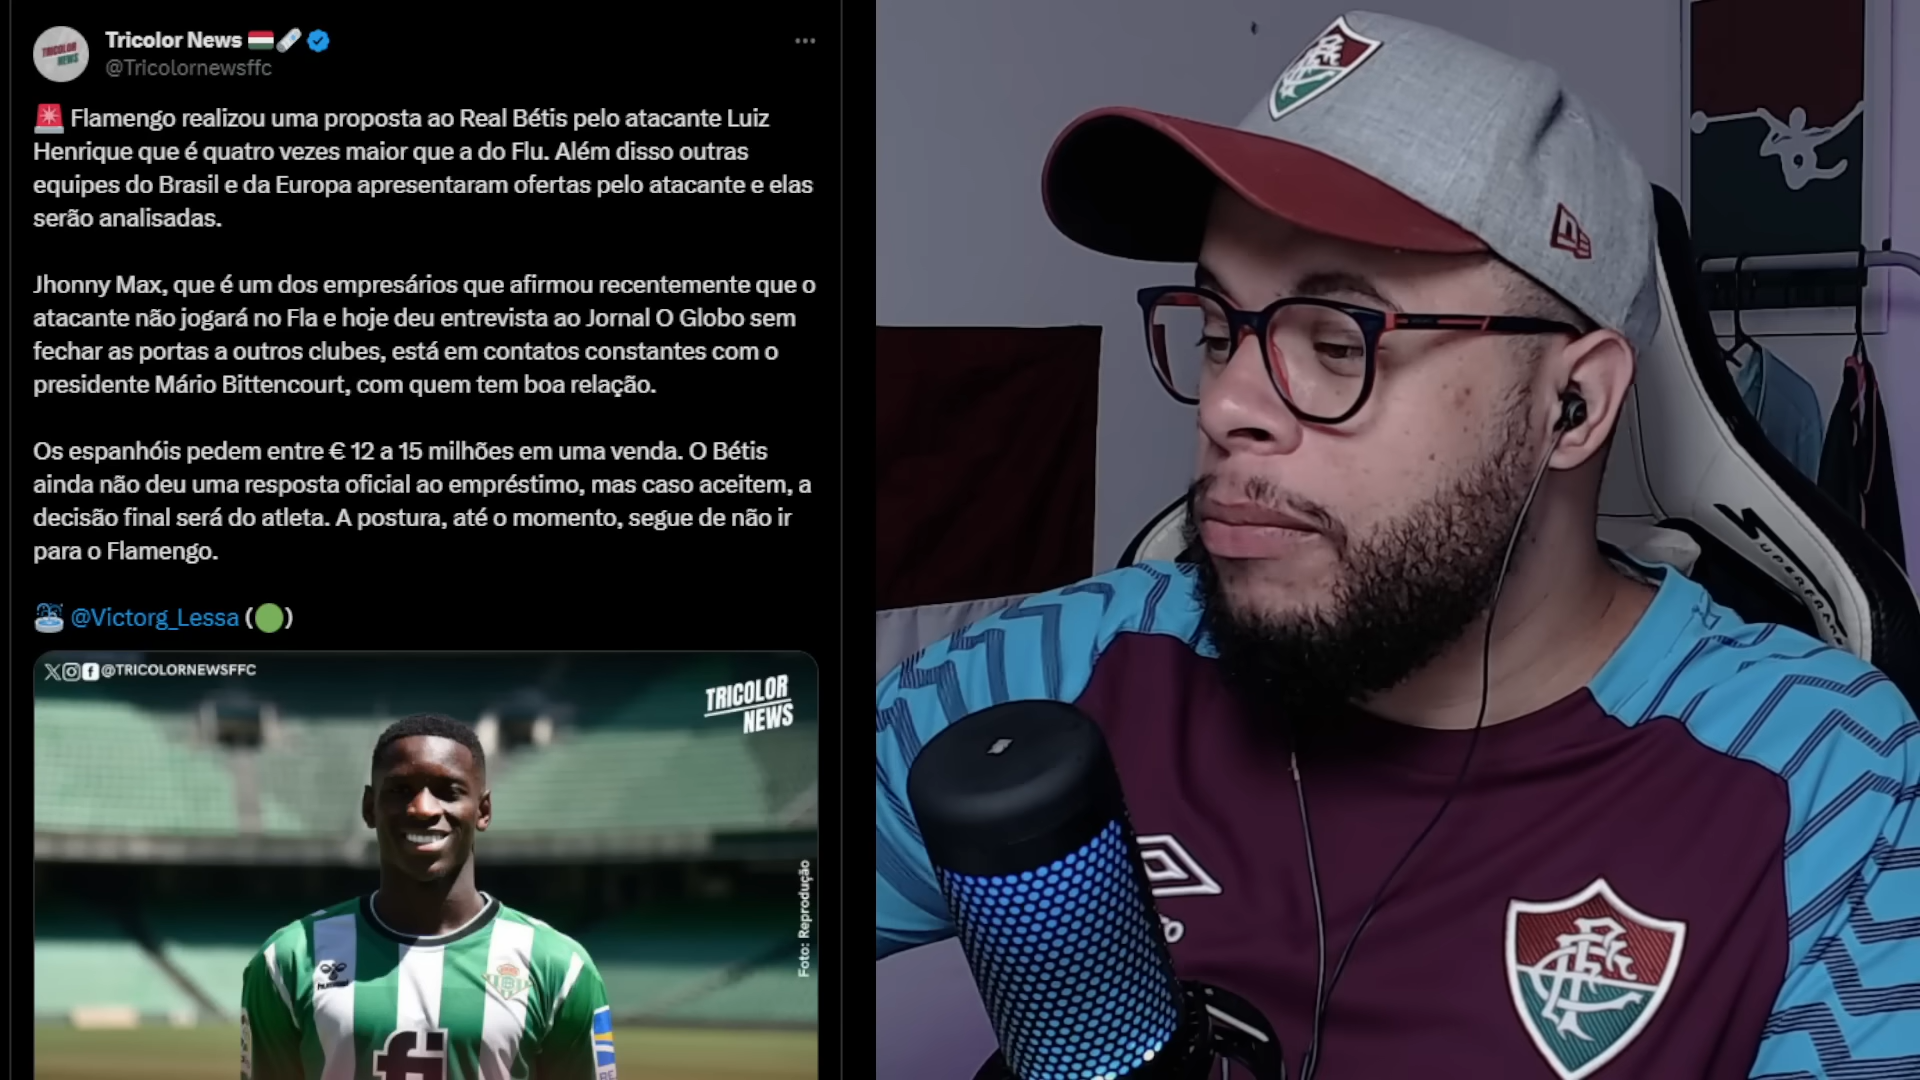 Tricolor News
@Tricolornewsffc
Flamengo realizou uma proposta ao Real Bétis pelo atacante Luiz
Henrique que é quatro vezes maior que a do Flu. Além disso outras
equipes do Brasil e da Europa apresentaram ofertas pelo atacante e elas
serão analisadas.
Jhonny Max, que é um dos empresários que afirmou recentemente que o
atacante não jogará no Fla e hoje deu entrevista ao Jornal O Globo sem
fechar as portas a outros clubes, está em contatos constantes com o
presidente Mário Bittencourt, com quem tem boa relação.
Os espanhóis pedem entre € 12 a 15 milhões em uma venda. O Bétis
ainda não deu uma resposta oficial ao empréstimo, mas caso aceitem, a
decisão final será do atleta. A postura, até o momento, segue de não ir
para o Flamengo.
@Victorg_Lessa ( )
@TRICOLORNEWSFFC
TRICOLOR
NEWS
Foto: Reprodução
TRICOLOR
NEWS
hummel
fi
SUPERFRAME